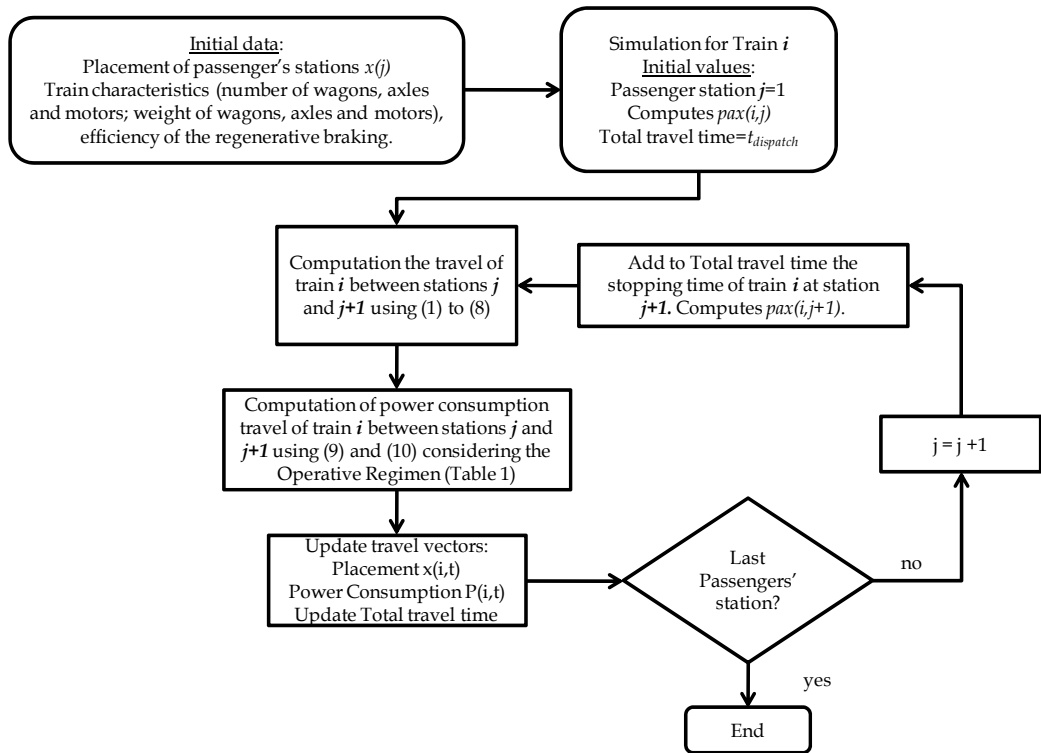 Initial data:
Placement of passenger's stations x(j)
Train characteristics (number of wagons, axles
and motors; weight of wagons, axles and motors),
efficiency of the regenerative braking.
Simulation for Train i
Initial values:
Passenger station j=1
Computes pax(i,j)
Total travel time=t_dispatch
Computation the travel of
train i between stations j
and j+1 using (1) to (8)
Add to Total travel time the
stopping time of train i at station
j+1. Computes pax(i,j+1).
Computation of power consumption
travel of train i between stations j and
j+1 using (9) and (10) considering the
Operative Regimen (Table 1)
j = j +1
Update travel vectors:
Placement x(i,t)
Power Consumption P(i,t)
Update Total travel time
Last
Passengers'
station?
no
yes
End